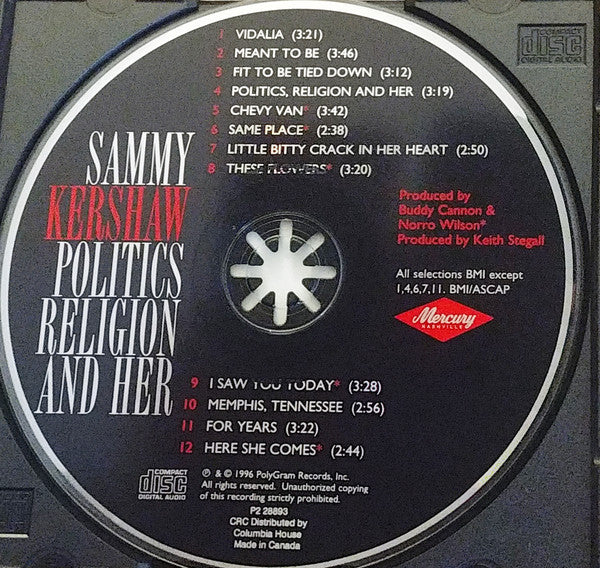 1 VIDALIA (3:21)
2 MEANT TO BE (3:46)
3 FIT TO BE TIED DOWN (3:12)
4 POLITICS, RELIGION AND HER (3:19)
5 CHEVY VAN* (3:42)
6 SAME PLACE* (2:38)
7 LITTLE BITTY CRACK IN HER HEART (2:50)
8 THESE FLOWERS* (3:20)
SAMMY
KERSHAW
POLITICS
RELIGION
AND HER
Produced by
Buddy Cannon &
Norro Wilson*
Produced by Keith Stegall
All selections BMI except
1,4,6,7,11. BMI/ASCAP
Mercury
NASHVILLE
9 I SAW YOU TODAY* (3:28)
10 MEMPHIS, TENNESSEE (2:56)
11 FOR YEARS (3:22)
12 HERE SHE COMES* (2:44)
COMPACT
disc
DIGITAL AUDIO
℗ & © 1996 PolyGram Records, Inc.
All rights reserved. Unauthorized copying
of this recording strictly prohibited.
P2 28893
CRC Distributed by
Columbia House
Made in Canada
COMPACT
disc
DIGITAL AUDIO